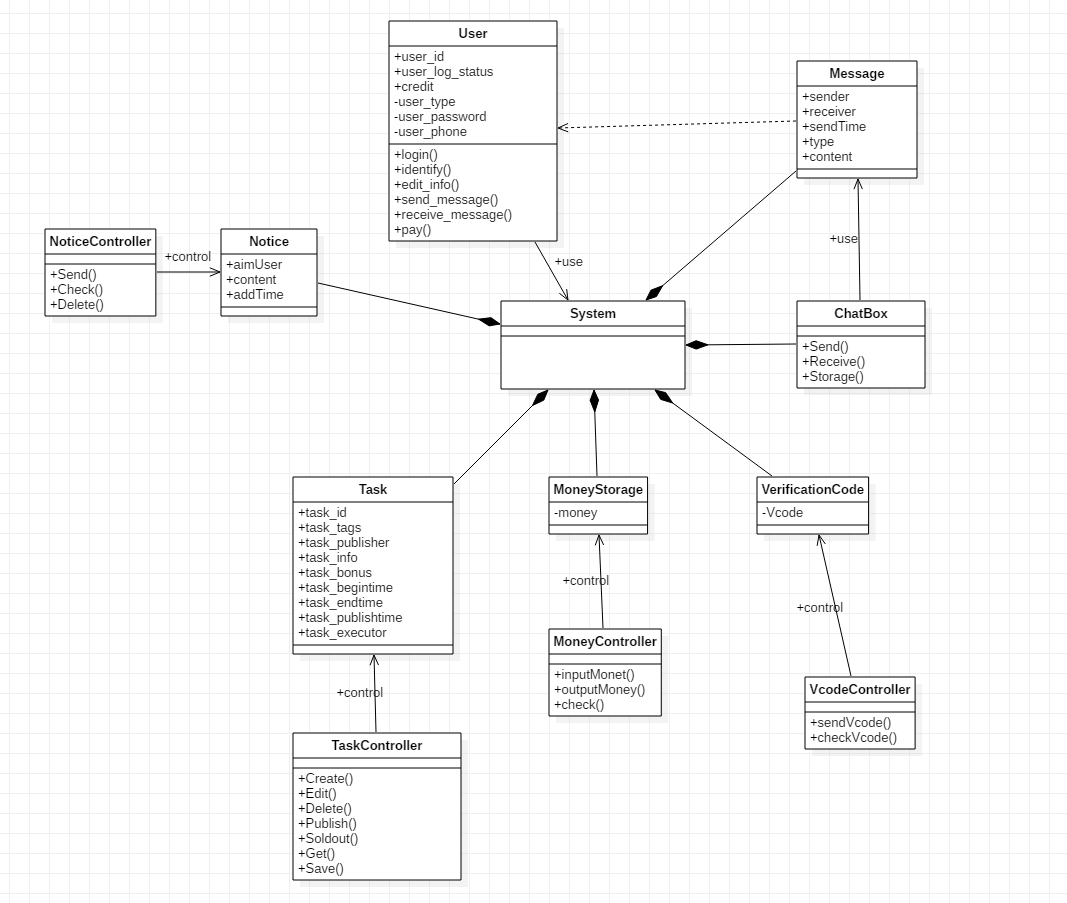 User
+user_id
+user_log_status
+credit
-user_type
-user_password
-user_phone
+login()
+identify()
+edit_info()
+send_message()
+receive_message()
+pay()
Message
+sender
+receiver
+sendTime
+type
+content
NoticeController
+Send()
+Check()
+Delete()
+control
Notice
+aimUser
+content
+addTime
+use
+use
System
ChatBox
+Send()
+Receive()
+Storage()
Task
+task_id
+task_tags
+task_publisher
+task_info
+task_bonus
+task_begintime
+task_endtime
+task_publishtime
+task_executor
MoneyStorage
-money
VerificationCode
-Vcode
+control
+control
+control
MoneyController
+inputMonet()
+outputMoney()
+check()
VcodeController
+sendVcode()
+checkVcode()
TaskController
+Create()
+Edit()
+Delete()
+Publish()
+Soldout()
+Get()
+Save()